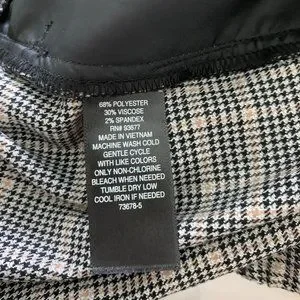 68% POLYESTER
30% VISCOSE
2% SPANDEX
RN# 93677
MADE IN VIETNAM
MACHINE WASH COLD
GENTLE CYCLE
WITH LIKE COLORS
ONLY NON-CHLORINE
BLEACH WHEN NEEDED
TUMBLE DRY LOW
COOL IRON IF NEEDED
73678-5